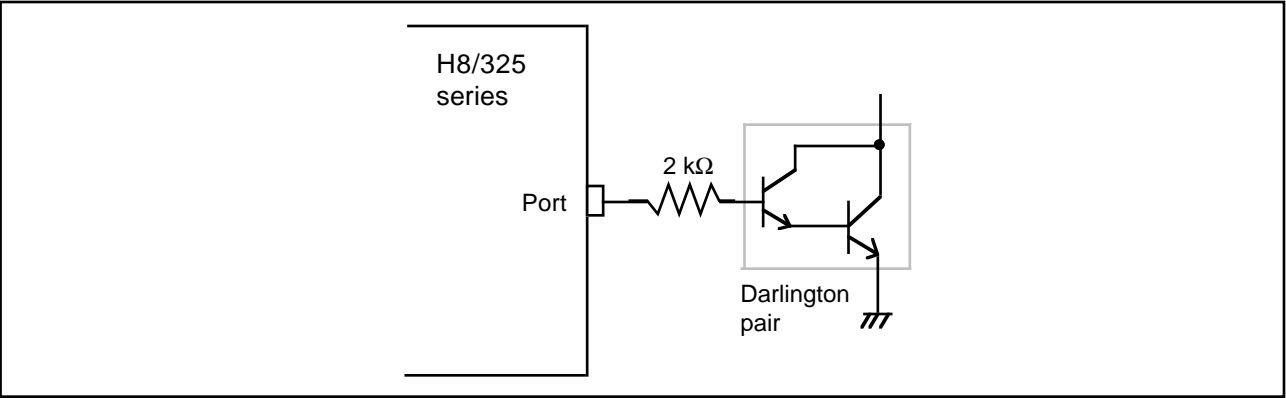 H8/325
series
2 kΩ
Port
Darlington
pair